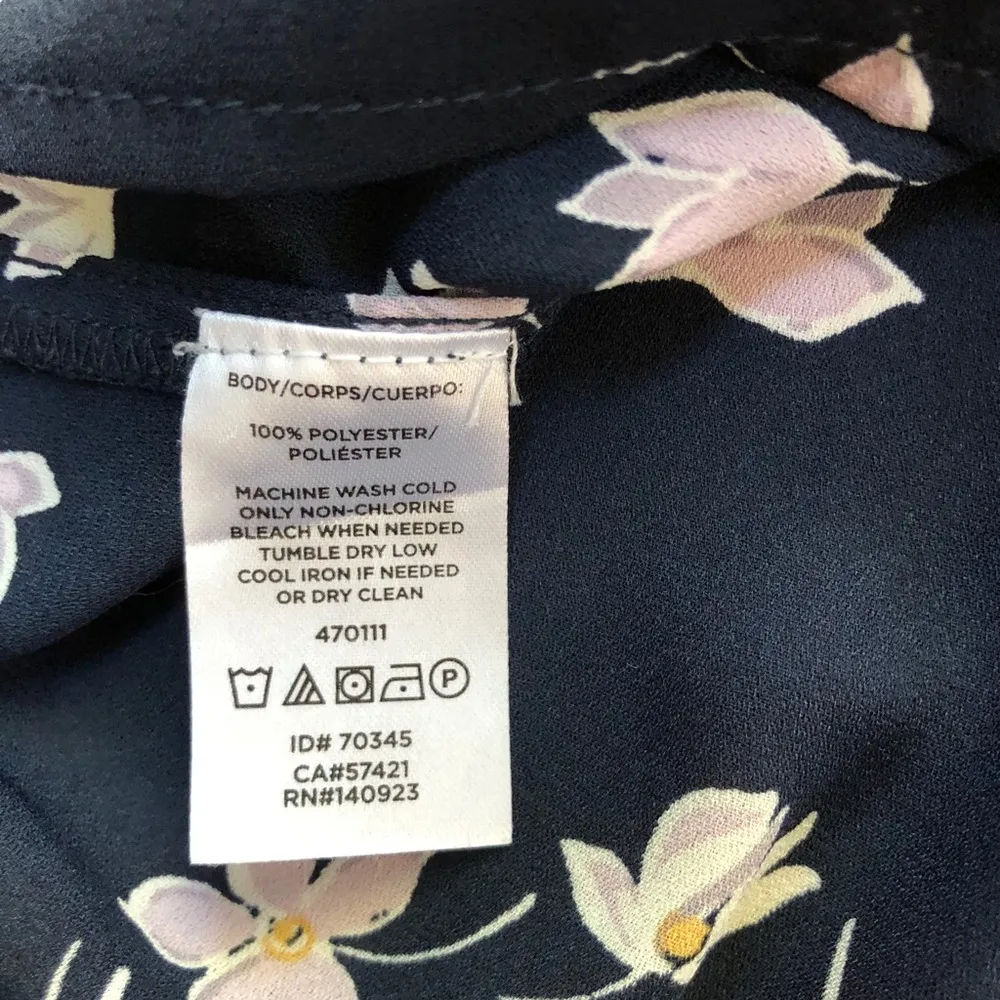 BODY/CORPS/CUERPO:
100% POLYESTER/
POLIÉSTER
MACHINE WASH COLD
ONLY NON-CHLORINE
BLEACH WHEN NEEDED
TUMBLE DRY LOW
COOL IRON IF NEEDED
OR DRY CLEAN
470111
P
ID# 70345
CA#57421
RN#140923